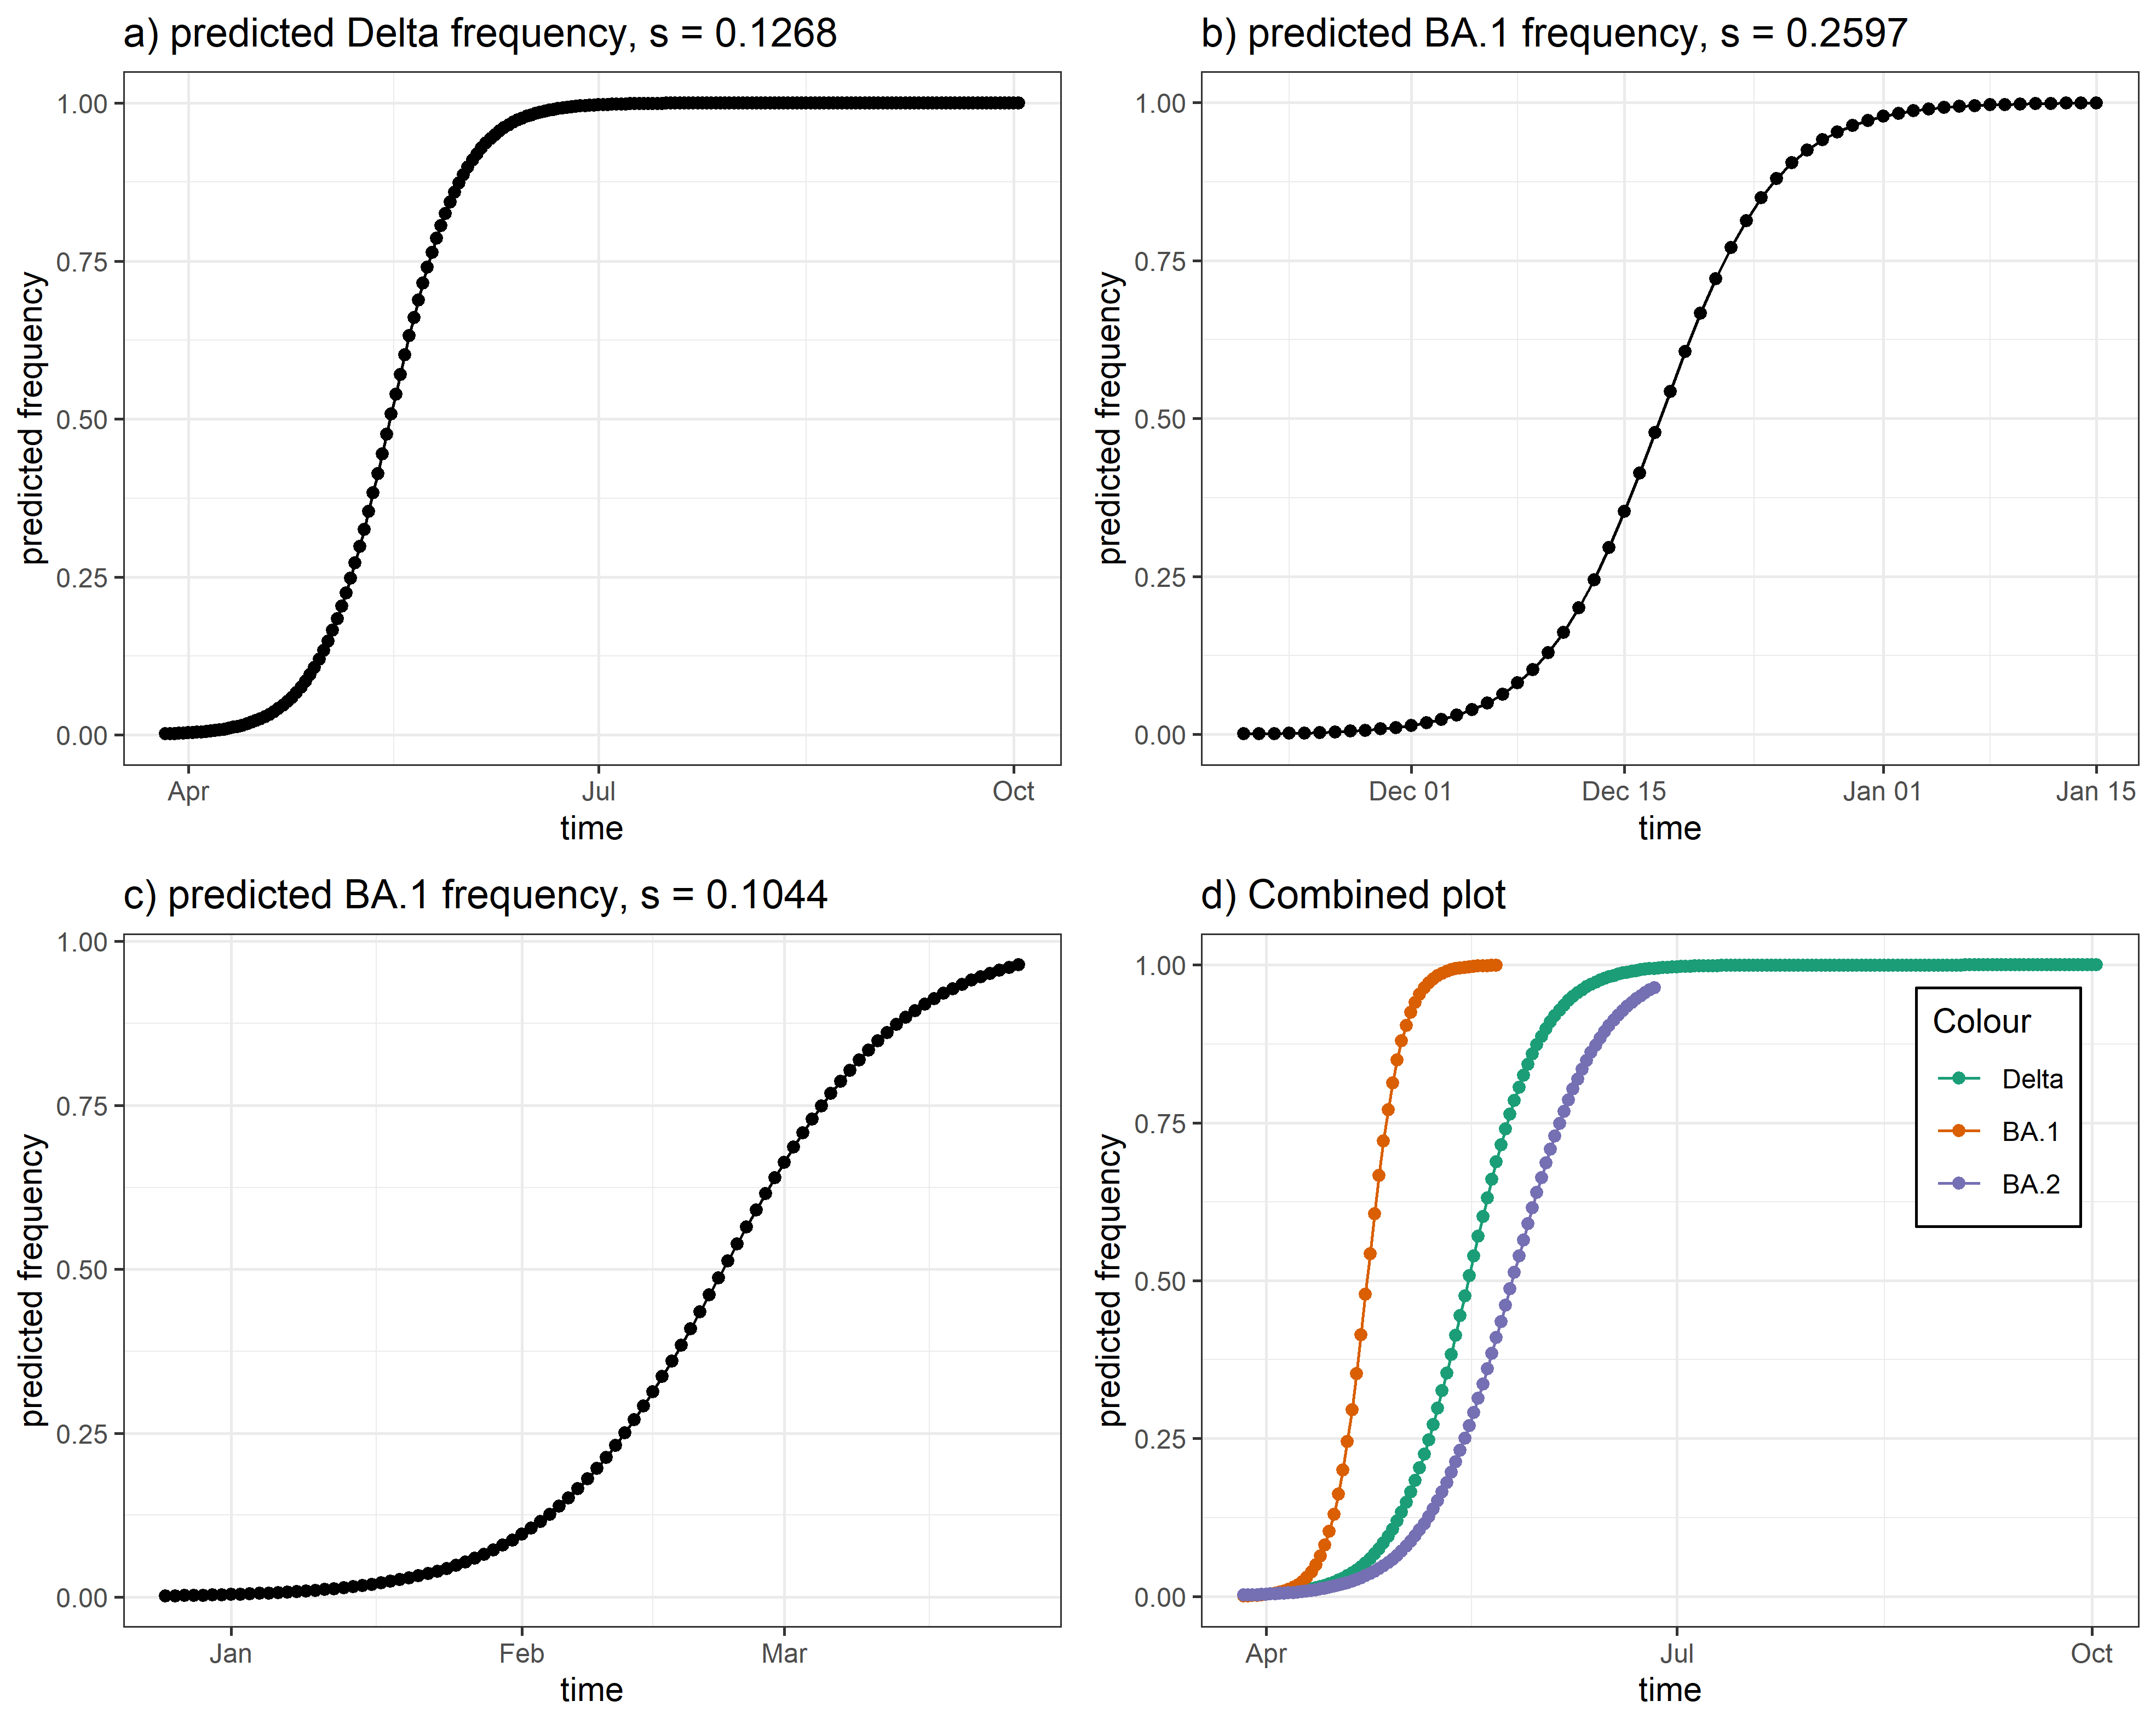 a) predicted Delta frequency, s = 0.1268
predicted frequency
1.00
0.75
0.50
0.25
0.00
Apr Jul Oct
time
b) predicted BA.1 frequency, s = 0.2597
predicted frequency
1.00
0.75
0.50
0.25
0.00
Dec 01 Dec 15 Jan 01 Jan 15
time
c) predicted BA.1 frequency, s = 0.1044
predicted frequency
1.00
0.75
0.50
0.25
0.00
Jan Feb Mar
time
d) Combined plot
predicted frequency
1.00
0.75
0.50
0.25
0.00
Colour
Delta
BA.1
BA.2
Apr Jul Oct
time